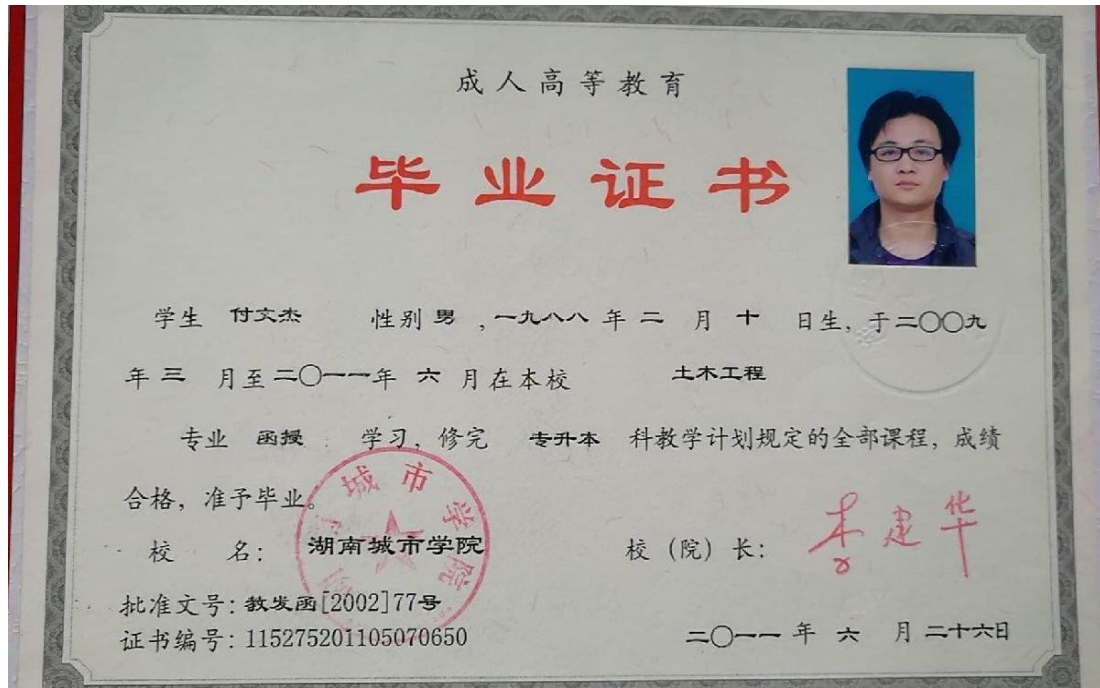 成人高等教育
毕业证书
学生 付文杰 性别 男 ,一九八八 年 二 月 十 日生, 于二〇〇九
年 三 月至 二〇一一年 六 月在本校 土木工程
专业 函授 学习, 修完 专升本 科教学计划规定的全部课程, 成绩
合格, 准予毕业。
城市学院
校 名: 湖南城市学院 校 (院) 长: 李建华
批准文号: 教发函[2002]77号
证书编号: 115275201105070650
二〇一一 年 六 月 二十六日